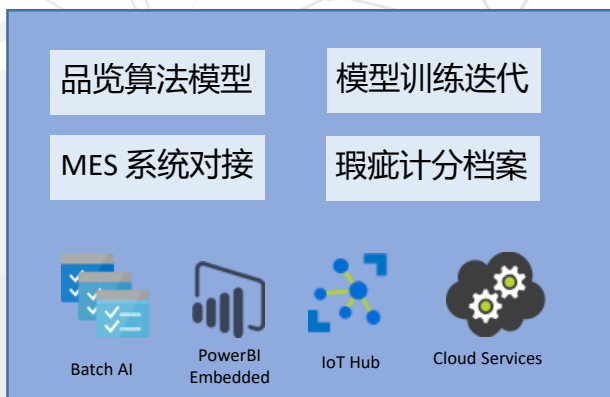 品览算法模型
模型训练迭代
MES 系统对接
瑕疵计分档案
Batch AI
PowerBI
Embedded
IoT Hub
Cloud Services